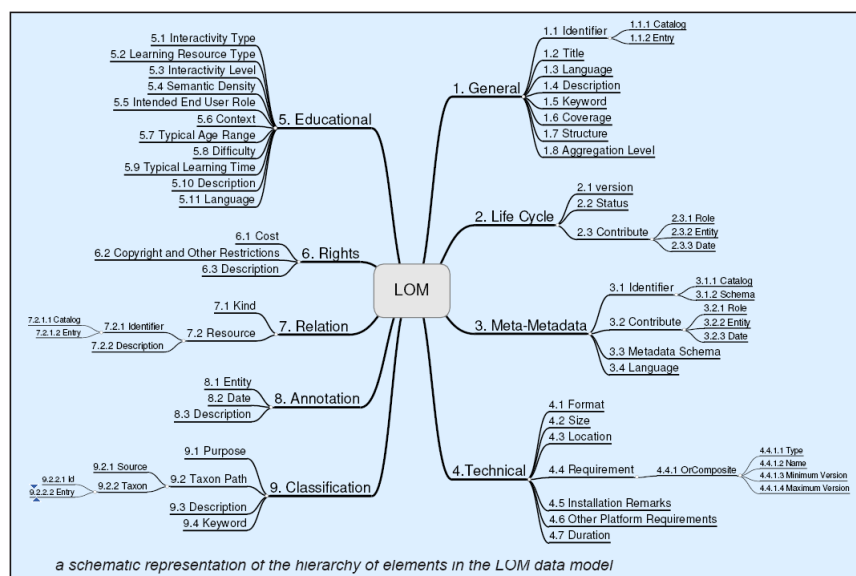 LOM
1. General
1.1 Identifier
1.1.1 Catalog
1.1.2 Entry
1.2 Title
1.3 Language
1.4 Description
1.5 Keyword
1.6 Coverage
1.7 Structure
1.8 Aggregation Level
2. Life Cycle
2.1 version
2.2 Status
2.3 Contribute
2.3.1 Role
2.3.2 Entity
2.3.3 Date
3. Meta-Metadata
3.1 Identifier
3.1.1 Catalog
3.1.2 Schema
3.2 Contribute
3.2.1 Role
3.2.2 Entity
3.2.3 Date
3.3 Metadata Schema
3.4 Language
4.Technical
4.1 Format
4.2 Size
4.3 Location
4.4 Requirement
4.4.1 OrComposite
4.4.1.1 Type
4.4.1.2 Name
4.4.1.3 Minimum Version
4.4.1.4 Maximum Version
4.5 Installation Remarks
4.6 Other Platform Requirements
4.7 Duration
5. Educational
5.1 Interactivity Type
5.2 Learning Resource Type
5.3 Interactivity Level
5.4 Semantic Density
5.5 Intended End User Role
5.6 Context
5.7 Typical Age Range
5.8 Difficulty
5.9 Typical Learning Time
5.10 Description
5.11 Language
6. Rights
6.1 Cost
6.2 Copyright and Other Restrictions
6.3 Description
7. Relation
7.1 Kind
7.2 Resource
7.2.1 Identifier
7.2.1.1 Catalog
7.2.1.2 Entry
7.2.2 Description
8. Annotation
8.1 Entity
8.2 Date
8.3 Description
9. Classification
9.1 Purpose
9.2 Taxon Path
9.2.1 Source
9.2.2 Taxon
9.2.2.1 Id
9.2.2.2 Entry
9.3 Description
9.4 Keyword
a schematic representation of the hierarchy of elements in the LOM data model